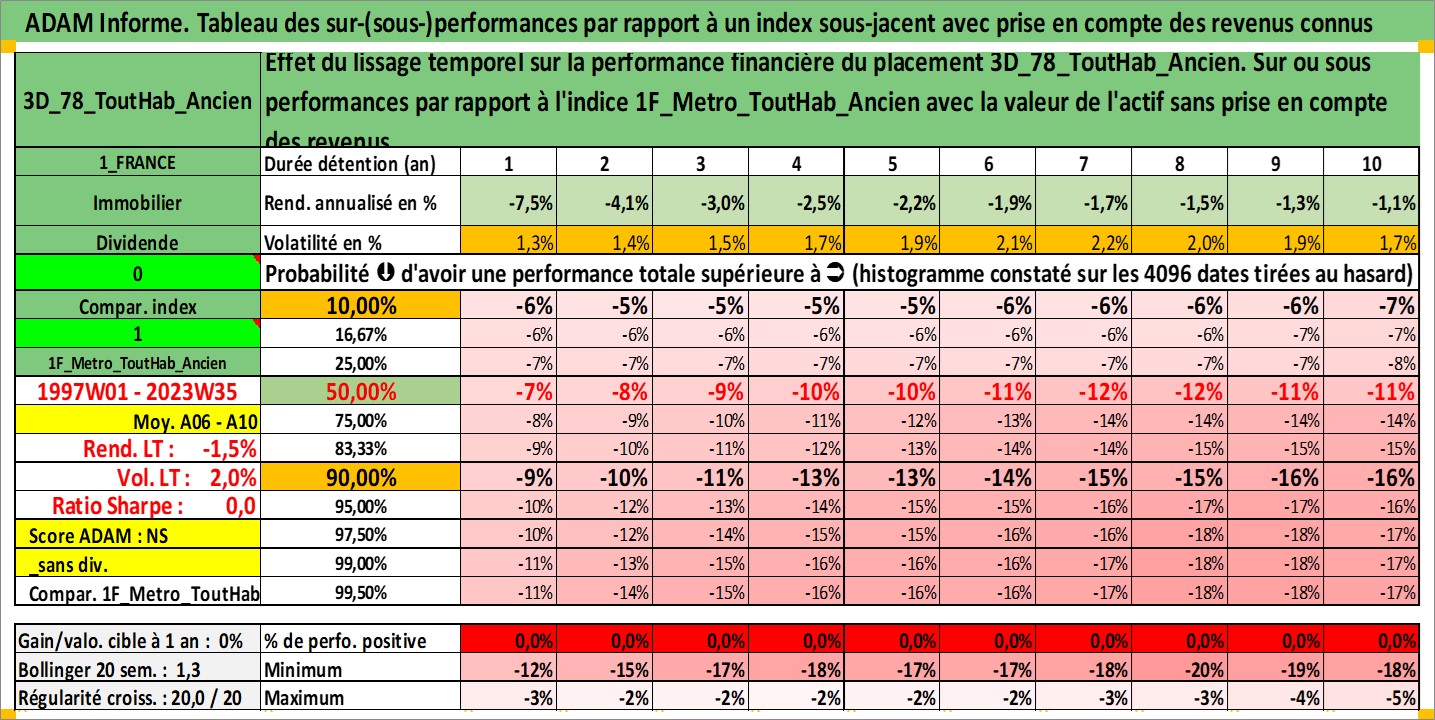 ADAM Informe. Tableau des sur-(sous-)performances par rapport à un index sous-jacent avec prise en compte des revenus connus
3D_78_ToutHab_Ancien
Effet du lissage temporel sur la performance financière du placement 3D_78_ToutHab_Ancien. Sur ou sous
performances par rapport à l'indice 1F_Metro_ToutHab_Ancien avec la valeur de l'actif sans prise en compte
des revenus
1_FRANCE Durée détention (an) 1 2 3 4 5 6 7 8 9 10
Immobilier Rend. annualisé en % -7,5% -4,1% -3,0% -2,5% -2,2% -1,9% -1,7% -1,5% -1,3% -1,1%
Dividende Volatilité en % 1,3% 1,4% 1,5% 1,7% 1,9% 2,1% 2,2% 2,0% 1,9% 1,7%
0 Probabilité d'avoir une performance totale supérieure à (histogramme constaté sur les 4096 dates tirées au hasard)
Compar. index 10,00% -6% -5% -5% -5% -5% -6% -6% -6% -6% -7%
1 16,67% -6% -6% -6% -6% -6% -6% -6% -6% -7% -7%
1F_Metro_ToutHab_Ancien 25,00% -7% -7% -7% -7% -7% -7% -7% -7% -7% -8%
1997W01 - 2023W35 50,00% -7% -8% -9% -10% -10% -11% -12% -12% -11% -11%
Moy. A06 - A10 75,00% -8% -9% -10% -11% -12% -13% -14% -14% -14% -14%
Rend. LT : -1,5% 83,33% -9% -10% -11% -12% -13% -14% -14% -15% -15% -15%
Vol. LT : 2,0% 90,00% -9% -10% -11% -13% -13% -14% -15% -15% -16% -16%
Ratio Sharpe : 0,0 95,00% -10% -12% -13% -14% -15% -15% -16% -17% -17% -16%
Score ADAM : NS 97,50% -10% -12% -14% -15% -15% -16% -16% -18% -18% -17%
_sans div. 99,00% -11% -13% -15% -16% -16% -16% -17% -18% -18% -17%
Compar. 1F_Metro_ToutHab 99,50% -11% -14% -15% -16% -16% -16% -17% -18% -18% -17%
Gain/valo. cible à 1 an : 0% % de perfo. positive 0,0% 0,0% 0,0% 0,0% 0,0% 0,0% 0,0% 0,0% 0,0% 0,0%
Bollinger 20 sem. : 1,3 Minimum -12% -15% -17% -18% -17% -17% -18% -20% -19% -18%
Régularité croiss. : 20,0 / 20 Maximum -3% -2% -2% -2% -2% -2% -3% -3% -4% -5%